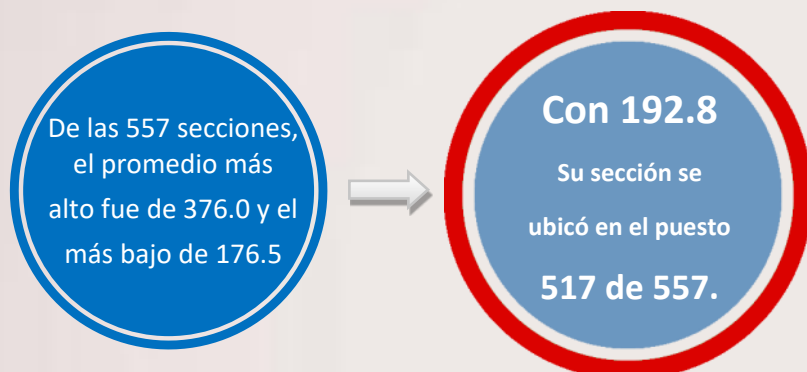 De las 557 secciones,
el promedio más
alto fue de 376.0 y el
más bajo de 176.5
Con 192.8
Su sección se
ubicó en el puesto
517 de 557.